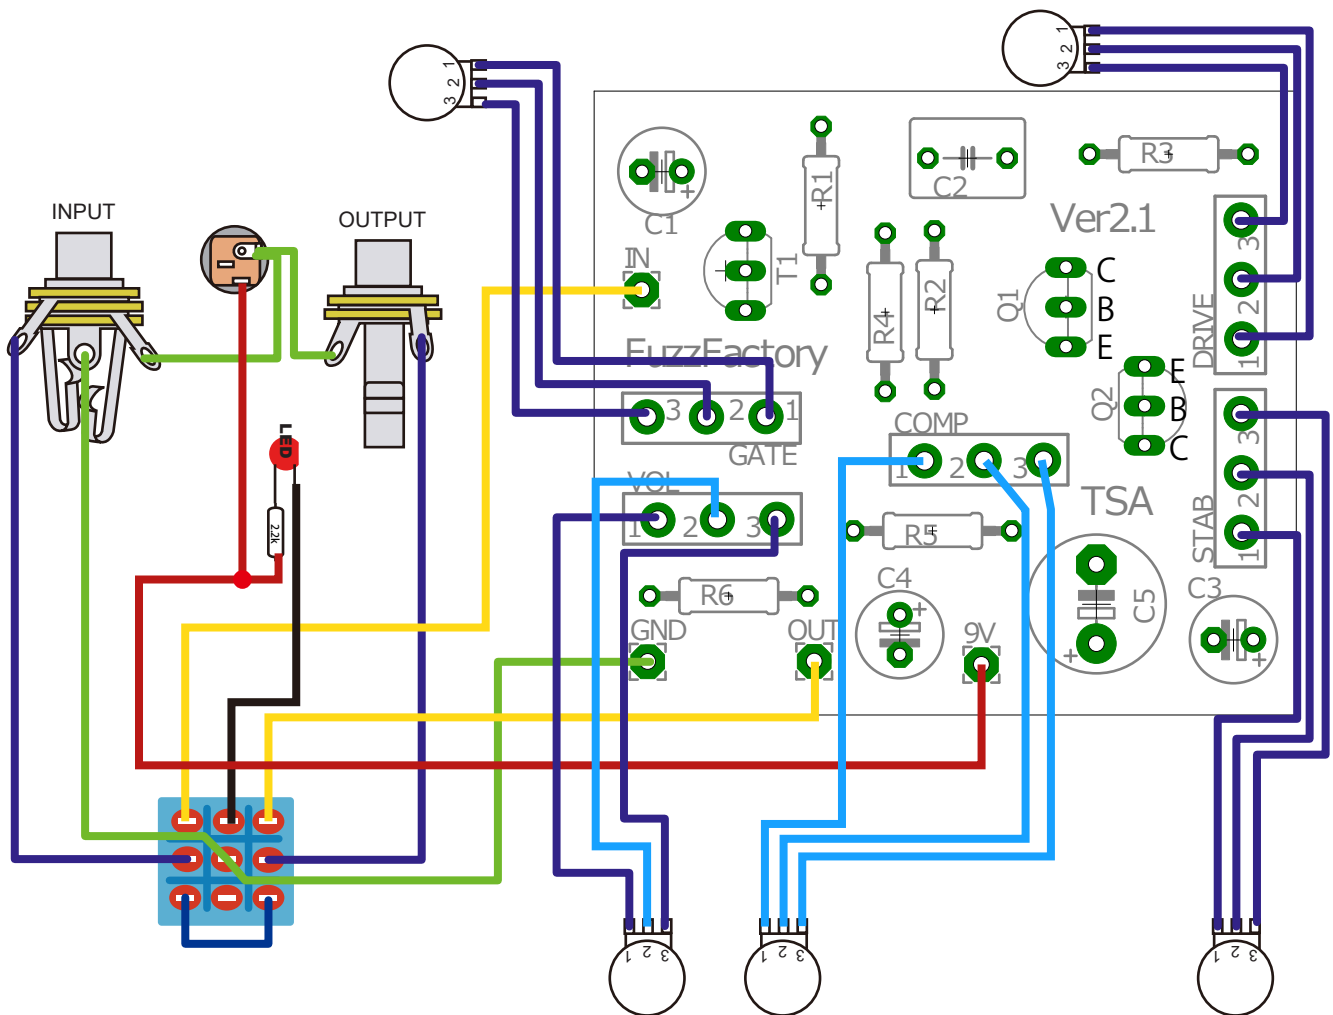 1
2
3
1
2
3
INPUT
OUTPUT
C1
R1
C2
R3
Ver2.1
IN
T1
R4
R2
Q1
C
B
E
DRIVE
3
2
1
FuzzFactory
3
2
1
GATE
COMP
1
2
3
Q2
E
B
C
LED
2.2k
VOL
1
2
3
R5
TSA
STAB
3
2
1
R6
C4
+
C5
+
C3
+
+
GND
OUT
9V
1
2
3
1
2
3
1
2
3